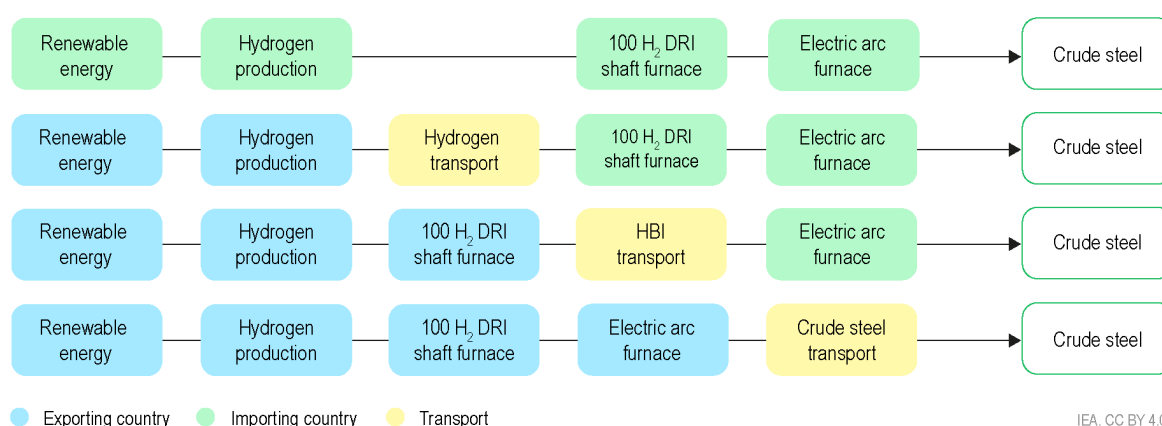 Renewable
energy
Hydrogen
production
100 H₂ DRI
shaft furnace
Electric arc
furnace
Crude steel
Renewable
energy
Hydrogen
production
Hydrogen
transport
100 H₂ DRI
shaft furnace
Electric arc
furnace
Crude steel
Renewable
energy
Hydrogen
production
100 H₂ DRI
shaft furnace
HBI
transport
Electric arc
furnace
Crude steel
Renewable
energy
Hydrogen
production
100 H₂ DRI
shaft furnace
Electric arc
furnace
Crude steel
transport
Crude steel
Exporting country
Importing country
Transport
IEA. CC BY 4.0